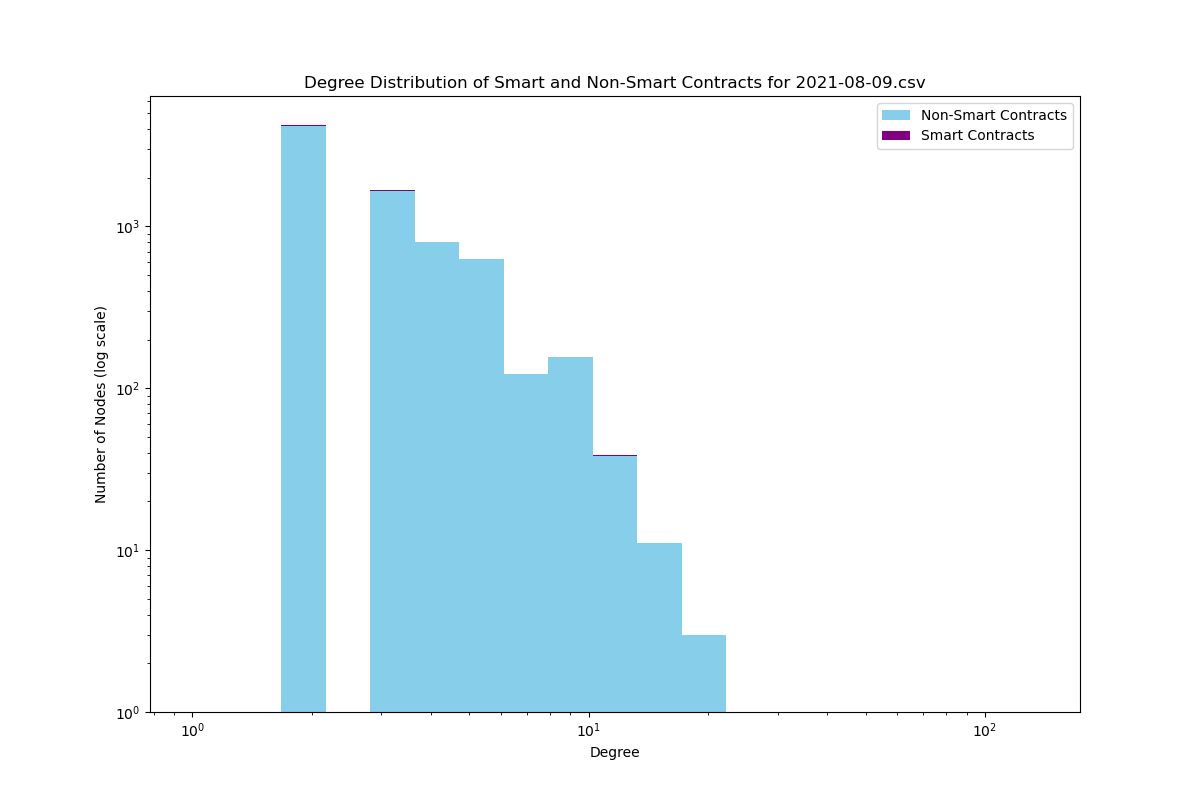 Degree Distribution of Smart and Non-Smart Contracts for 2021-08-09.csv
Non-Smart Contracts
Smart Contracts
Number of Nodes (log scale)
10³
10²
10¹
10⁰
10⁰ 10¹ 10²
Degree